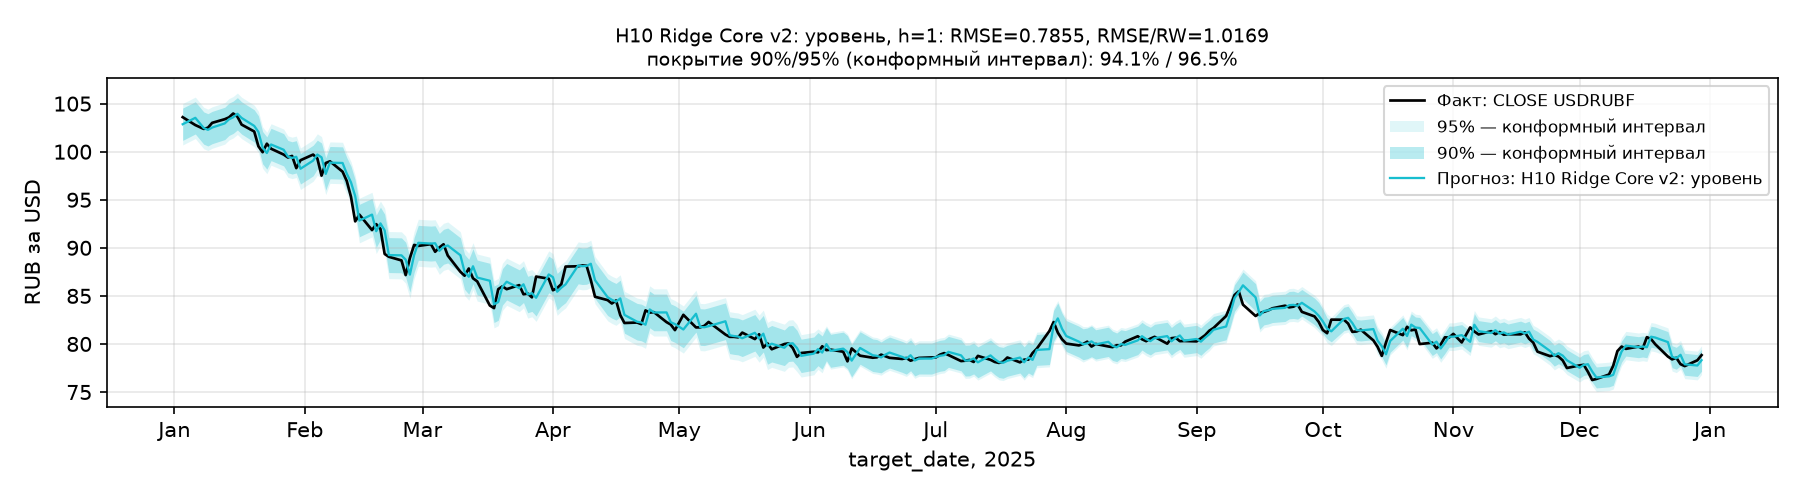 H10 Ridge Core v2: уровень, h=1: RMSE=0.7855, RMSE/RW=1.0169
покрытие 90%/95% (конформный интервал): 94.1% / 96.5%
Факт: CLOSE USDRUBF
95% — конформный интервал
90% — конформный интервал
Прогноз: H10 Ridge Core v2: уровень
RUB за USD
105
100
95
90
85
80
75
Jan Feb Mar Apr May Jun Jul Aug Sep Oct Nov Dec Jan
target_date, 2025